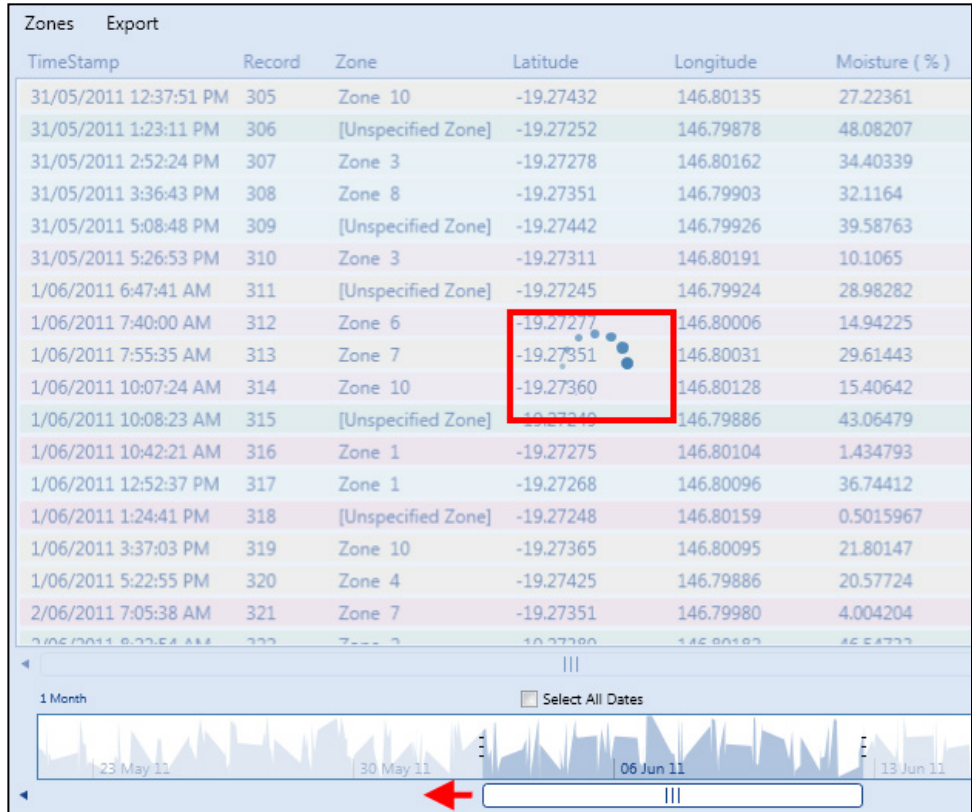 Zones Export
TimeStamp Record Zone Latitude Longitude Moisture ( % )
31/05/2011 12:37:51 PM 305 Zone 10 -19.27432 146.80135 27.22361
31/05/2011 1:23:11 PM 306 [Unspecified Zone] -19.27252 146.79878 48.08207
31/05/2011 2:52:24 PM 307 Zone 3 -19.27278 146.80162 34.40339
31/05/2011 3:36:43 PM 308 Zone 8 -19.27351 146.79903 32.1164
31/05/2011 5:08:48 PM 309 [Unspecified Zone] -19.27442 146.79926 39.58763
31/05/2011 5:26:53 PM 310 Zone 3 -19.27311 146.80191 10.1065
1/06/2011 6:47:41 AM 311 [Unspecified Zone] -19.27245 146.79924 28.98282
1/06/2011 7:40:00 AM 312 Zone 6 -19.27277 146.80006 14.94225
1/06/2011 7:55:35 AM 313 Zone 7 -19.27351 146.80031 29.61443
1/06/2011 10:07:24 AM 314 Zone 10 -19.27360 146.80128 15.40642
1/06/2011 10:08:23 AM 315 [Unspecified Zone] 146.79886 43.06479
1/06/2011 10:42:21 AM 316 Zone 1 -19.27275 146.80104 1.434793
1/06/2011 12:52:37 PM 317 Zone 1 -19.27268 146.80096 36.74412
1/06/2011 1:24:41 PM 318 [Unspecified Zone] -19.27248 146.80159 0.5015967
1/06/2011 3:37:03 PM 319 Zone 10 -19.27365 146.80095 21.80147
1/06/2011 5:22:55 PM 320 Zone 4 -19.27425 146.79886 20.57724
2/06/2011 7:05:38 AM 321 Zone 7 -19.27351 146.79980 4.004204
1 Month Select All Dates
23 May 11 30 May 11 06 Jun 11 13 Jun 11